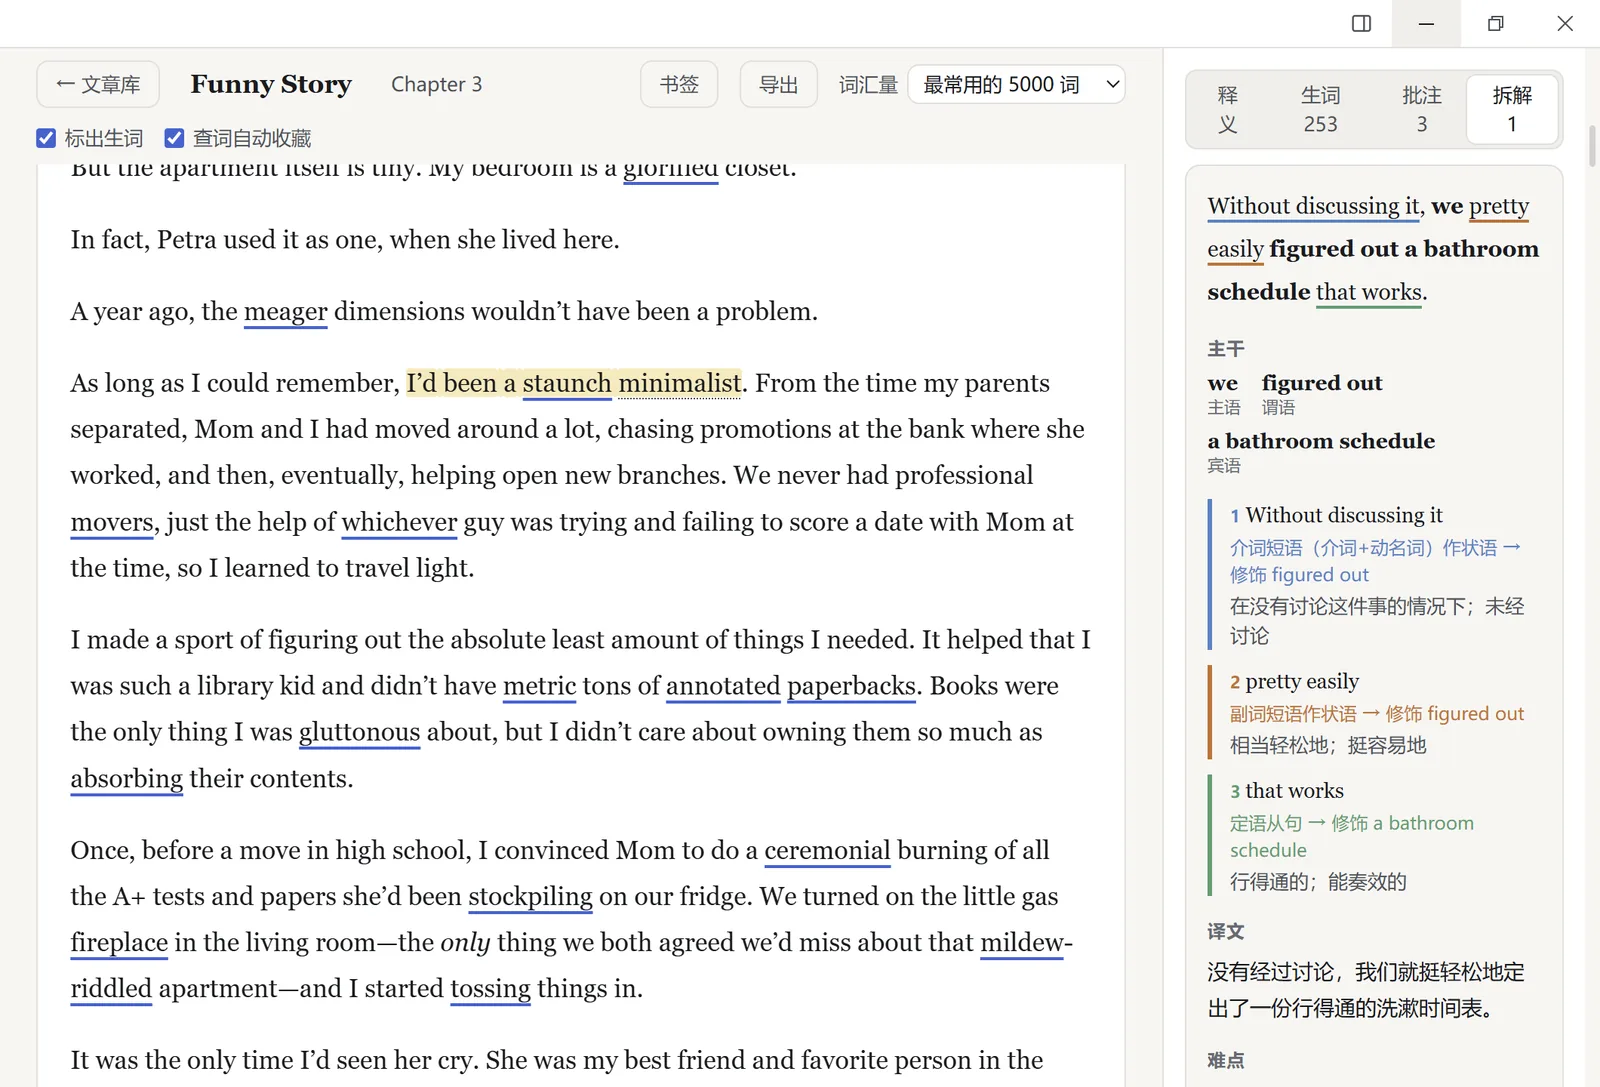 ← 文章库
Funny Story
Chapter 3
书签
导出
词汇量
最常用的 5000 词
标出生词
查词自动收藏
But the apartment itself is tiny. My bedroom is a glorified closet.
In fact, Petra used it as one, when she lived here.
A year ago, the meager dimensions wouldn’t have been a problem.
As long as I could remember, I’d been a staunch minimalist. From the time my parents
separated, Mom and I had moved around a lot, chasing promotions at the bank where she
worked, and then, eventually, helping open new branches. We never had professional
movers, just the help of whichever guy was trying and failing to score a date with Mom at
the time, so I learned to travel light.
I made a sport of figuring out the absolute least amount of things I needed. It helped that I
was such a library kid and didn’t have metric tons of annotated paperbacks. Books were
the only thing I was gluttonous about, but I didn’t care about owning them so much as
absorbing their contents.
Once, before a move in high school, I convinced Mom to do a ceremonial burning of all
the A+ tests and papers she’d been stockpiling on our fridge. We turned on the little gas
fireplace in the living room—the only thing we both agreed we’d miss about that mildew-
riddled apartment—and I started tossing things in.
It was the only time I’d seen her cry. She was my best friend and favorite person in the
释
义
生词
253
批注
3
拆解
1
Without discussing it, we pretty
easily figured out a bathroom
schedule that works.
主干
we figured out
主语 谓语
a bathroom schedule
宾语
1 Without discussing it
介词短语（介词+动名词）作状语 →
修饰 figured out
在没有讨论这件事的情况下；未经
讨论
2 pretty easily
副词短语作状语 → 修饰 figured out
相当轻松地；挺容易地
3 that works
定语从句 → 修饰 a bathroom
schedule
行得通的；能奏效的
译文
没有经过讨论，我们就挺轻松地定
出了一份行得通的洗漱时间表。
难点